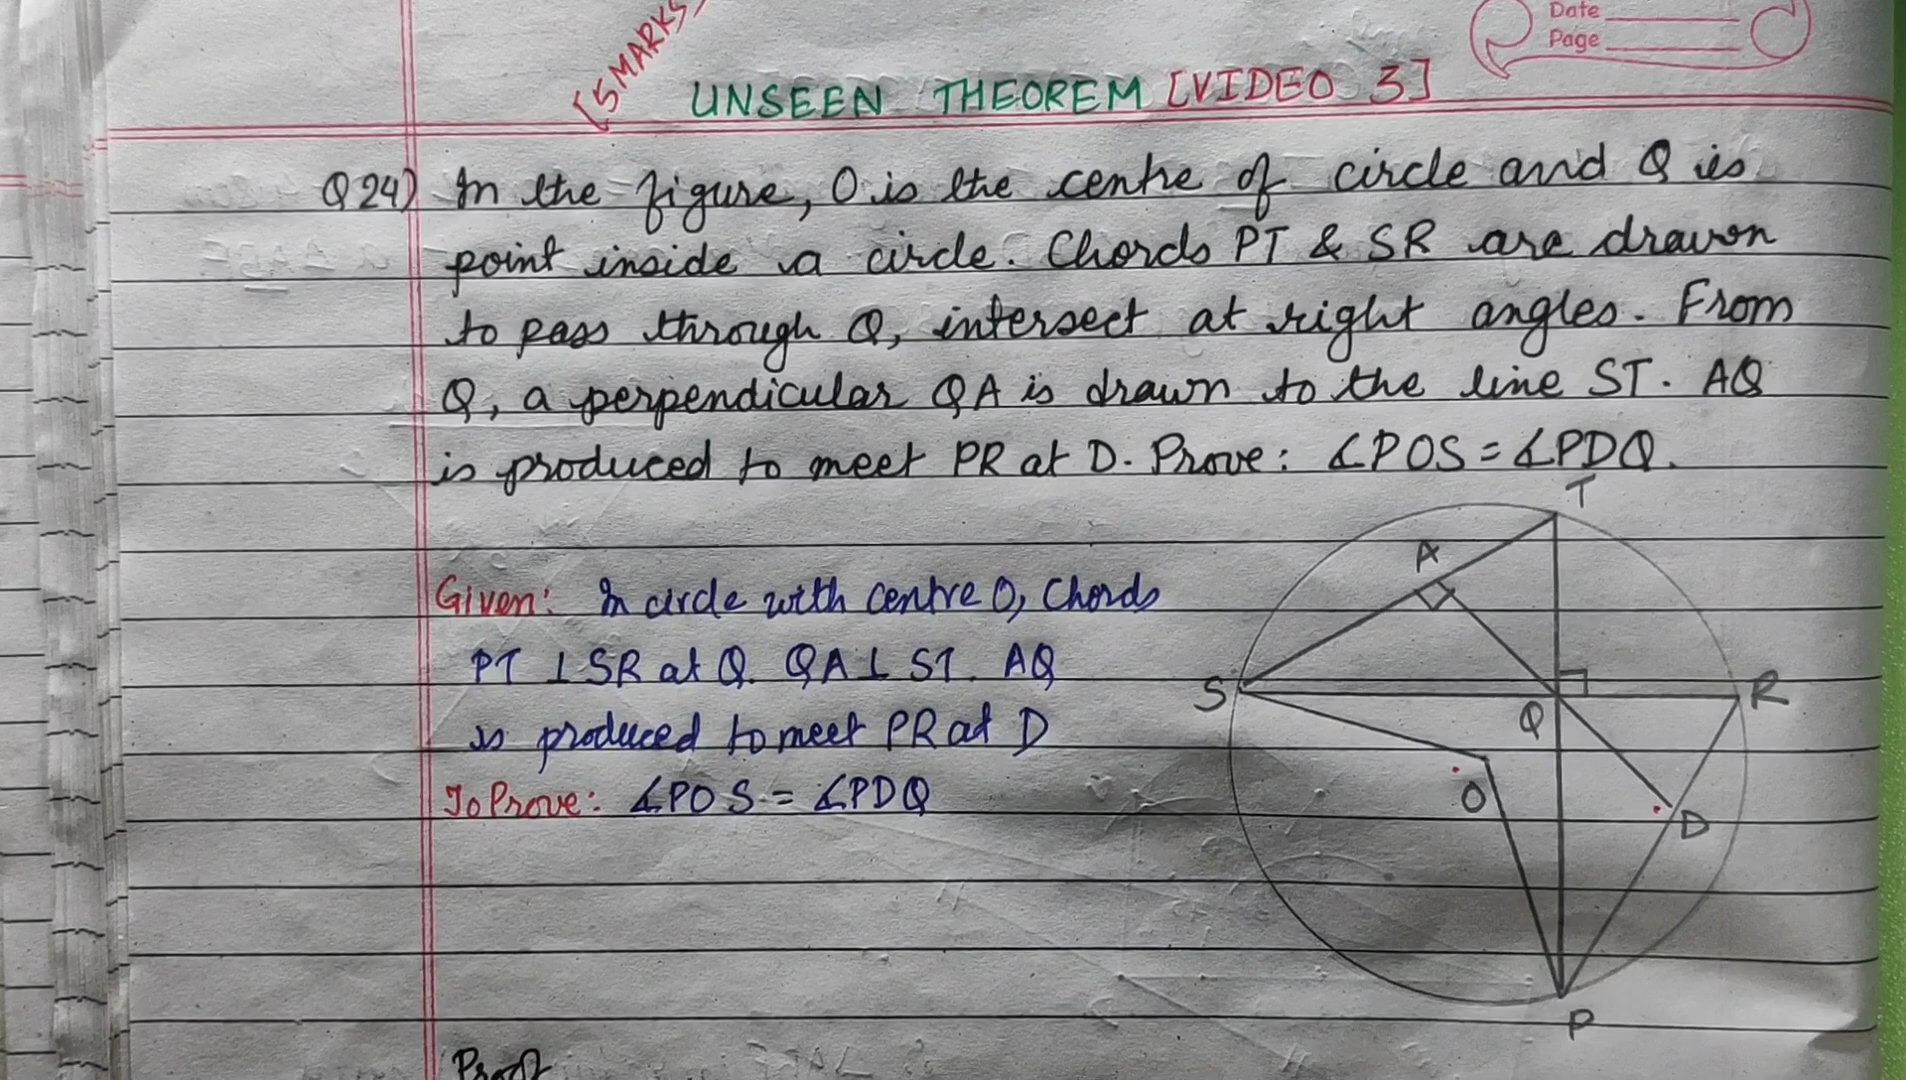 Date
Page
[5 MARKS]
UNSEEN THEOREM [VIDEO 3]
Q24) In the figure, O is the centre of circle and Q is
point inside a circle. Chords PT & SR are drawn
to pass through Q, intersect at right angles. From
Q, a perpendicular QA is drawn to the line ST. AQ
is produced to meet PR at D. Prove: ∠POS = ∠PDQ.
T
A
Given: In circle with centre O, Chords
PT ⊥ SR at Q. QA ⊥ ST. AQ
S
R
Q
is produced to meet PR at D
To Prove: ∠POS = ∠PDQ
O
D
P
Proof